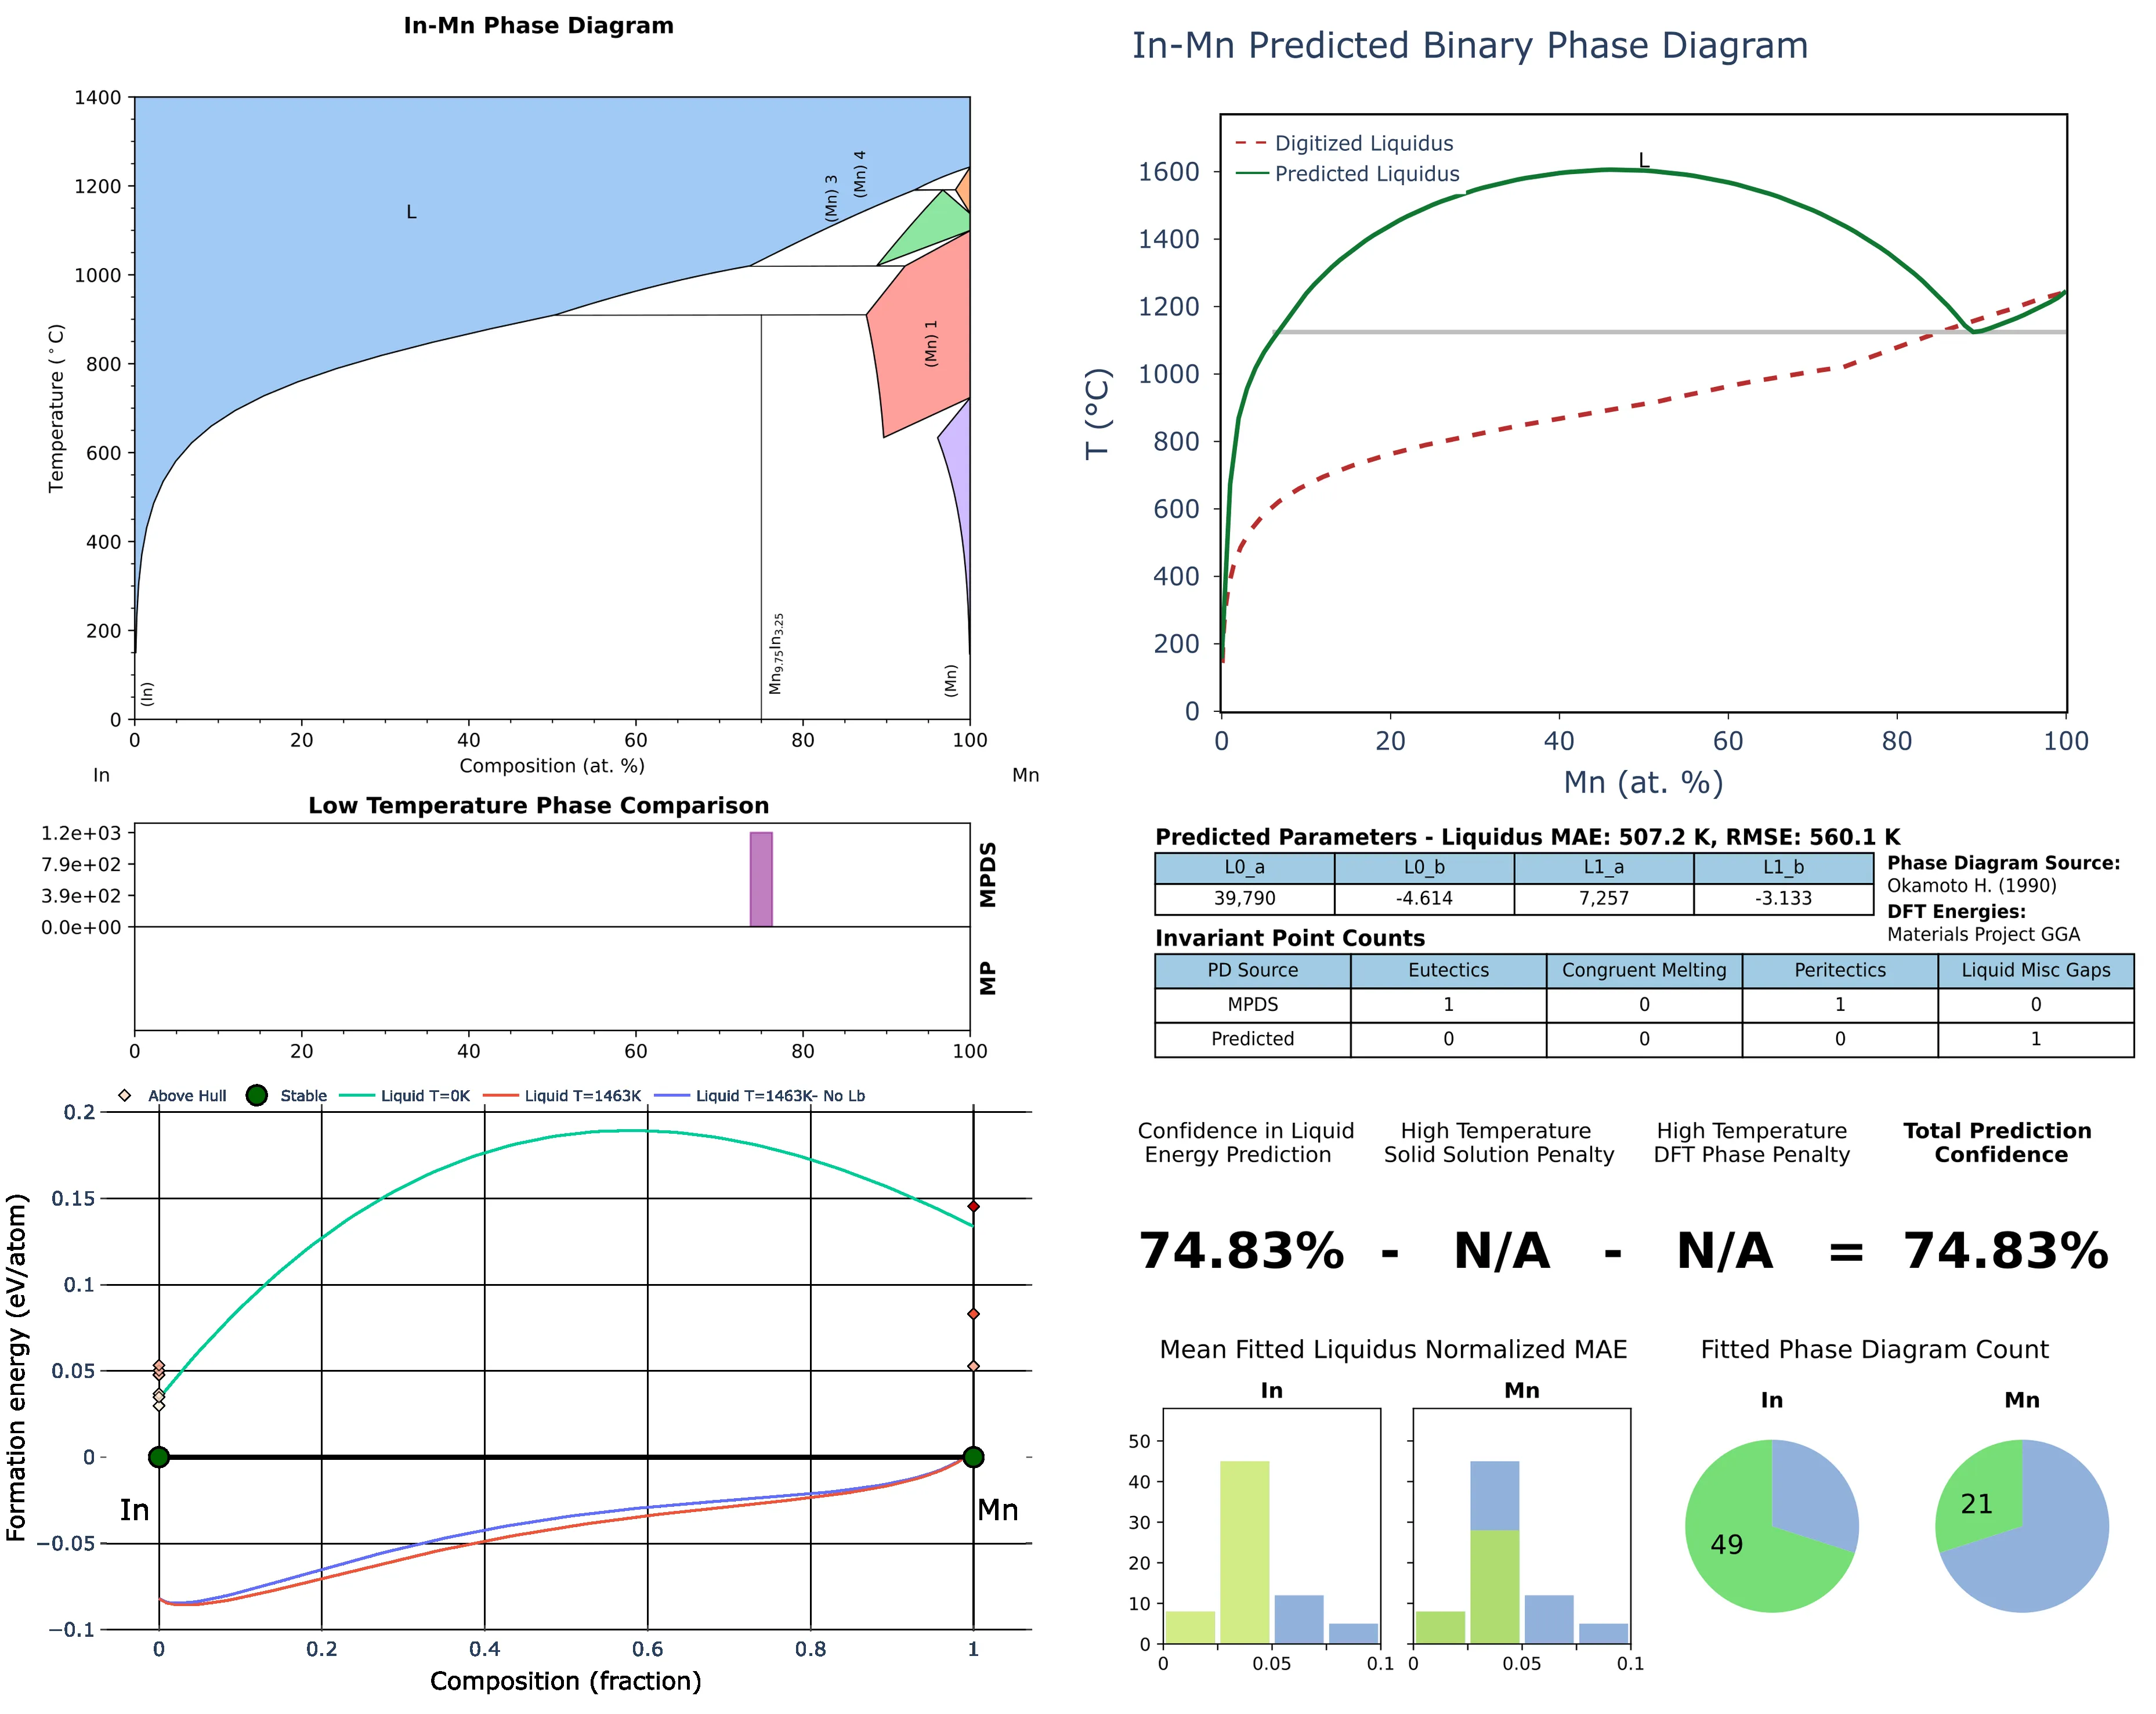 In-Mn Phase Diagram
1400
1200
1000
800
600
400
200
0
Temperature (°C)
L
(Mn) 3
(Mn) 4
(Mn) 1
Mn9.75In3.25
(In)
(Mn)
0 20 40 60 80 100
Composition (at. %)
In Mn
Low Temperature Phase Comparison
1.2e+03
7.9e+02
3.9e+02
0.0e+00
MPDS
MP
0 20 40 60 80 100
Above Hull Stable Liquid T=0K Liquid T=1463K Liquid T=1463K- No Lb
0.2
0.15
0.1
0.05
0
−0.05
−0.1
Formation energy (eV/atom)
In Mn
0 0.2 0.4 0.6 0.8 1
Composition (fraction)
In-Mn Predicted Binary Phase Diagram
Digitized Liquidus
Predicted Liquidus
L
1600
1400
1200
1000
800
600
400
200
0
T (°C)
0 20 40 60 80 100
Mn (at. %)
Predicted Parameters - Liquidus MAE: 507.2 K, RMSE: 560.1 K
L0_a L0_b L1_a L1_b
39,790 -4.614 7,257 -3.133
Phase Diagram Source:
Okamoto H. (1990)
DFT Energies:
Materials Project GGA
Invariant Point Counts
PD Source Eutectics Congruent Melting Peritectics Liquid Misc Gaps
MPDS 1 0 1 0
Predicted 0 0 0 1
Confidence in Liquid
Energy Prediction
High Temperature
Solid Solution Penalty
High Temperature
DFT Phase Penalty
Total Prediction
Confidence
74.83% - N/A - N/A = 74.83%
Mean Fitted Liquidus Normalized MAE
In Mn
50
40
30
20
10
0
0 0.05 0.1 0 0.05 0.1
Fitted Phase Diagram Count
In Mn
49 21